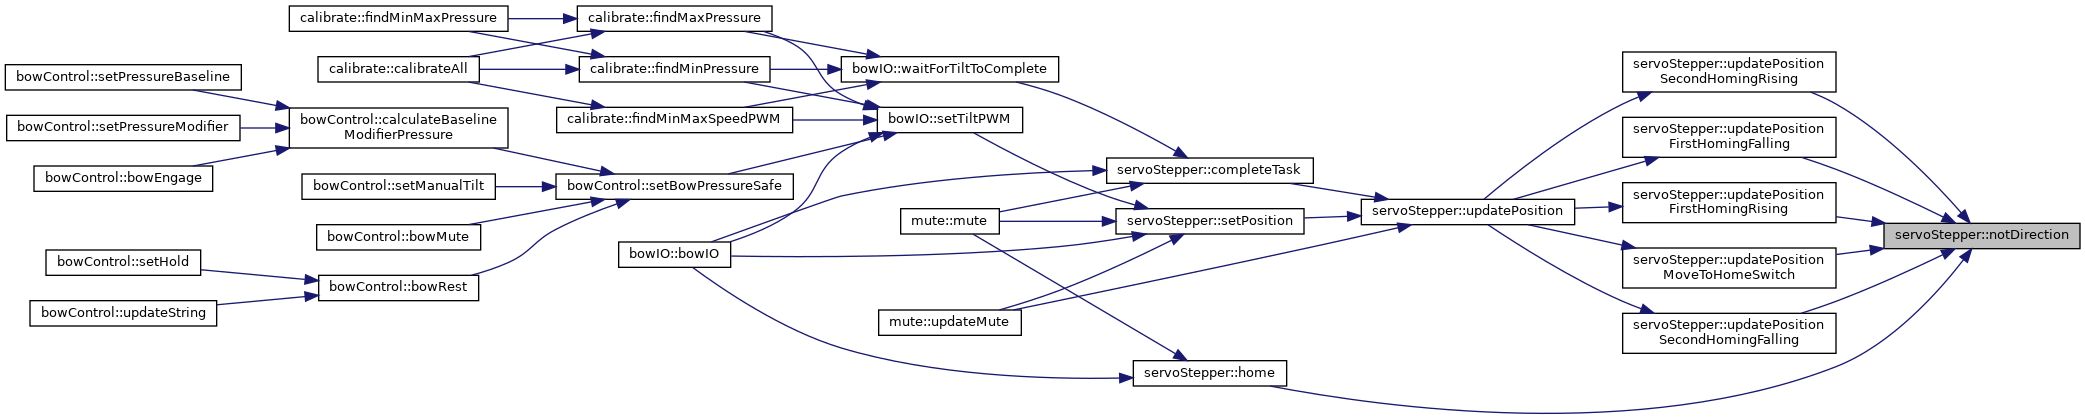 calibrate::findMinMaxPressure
calibrate::findMaxPressure
calibrate::calibrateAll
calibrate::findMinPressure
bowIO::waitForTiltToComplete
servoStepper::updatePosition
SecondHomingRising
bowControl::setPressureBaseline
bowControl::setPressureModifier
bowControl::calculateBaseline
ModifierPressure
calibrate::findMinMaxSpeedPWM
bowIO::setTiltPWM
servoStepper::updatePosition
FirstHomingFalling
bowControl::bowEngage
bowControl::setManualTilt
bowControl::setBowPressureSafe
servoStepper::completeTask
servoStepper::updatePosition
FirstHomingRising
bowControl::bowMute
mute::mute
servoStepper::setPosition
servoStepper::updatePosition
servoStepper::notDirection
bowControl::setHold
bowIO::bowIO
servoStepper::updatePosition
MoveToHomeSwitch
bowControl::bowRest
bowControl::updateString
mute::updateMute
servoStepper::updatePosition
SecondHomingFalling
servoStepper::home